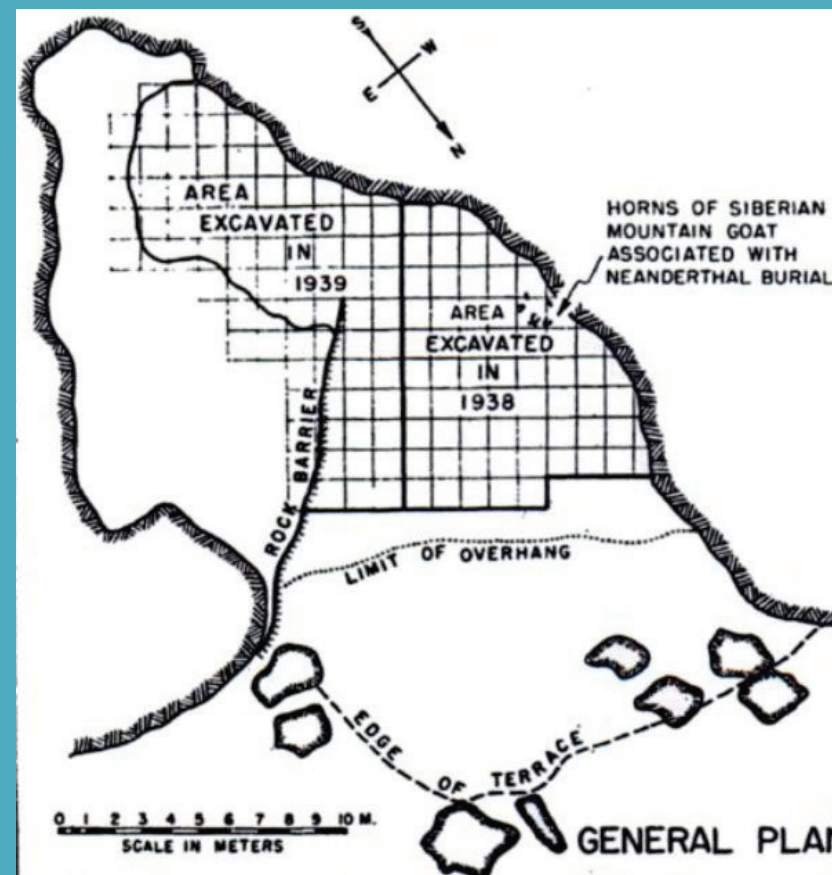 S
W
E
N
AREA
EXCAVATED
IN
1939
HORNS OF SIBERIAN
MOUNTAIN GOAT
ASSOCIATED WITH
NEANDERTHAL BURIAL
AREA
EXCAVATED
IN
1938
ROCK BARRIER
LIMIT OF OVERHANG
EDGE OF TERRACE
0 1 2 3 4 5 6 7 8 9 10 M.
SCALE IN METERS
GENERAL PLAN